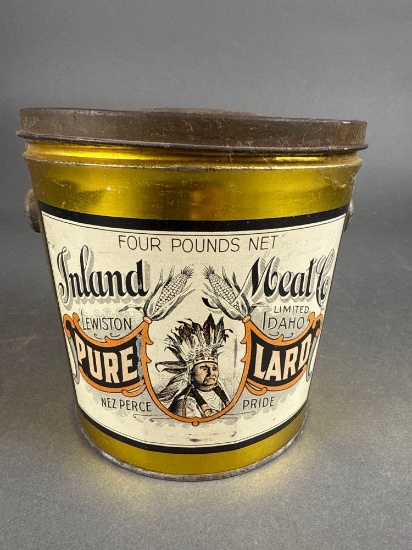 FOUR POUNDS NET
Inland Meat Co
LIMITED
LEWISTON IDAHO
PURE LARD
NEZ PERCE PRIDE